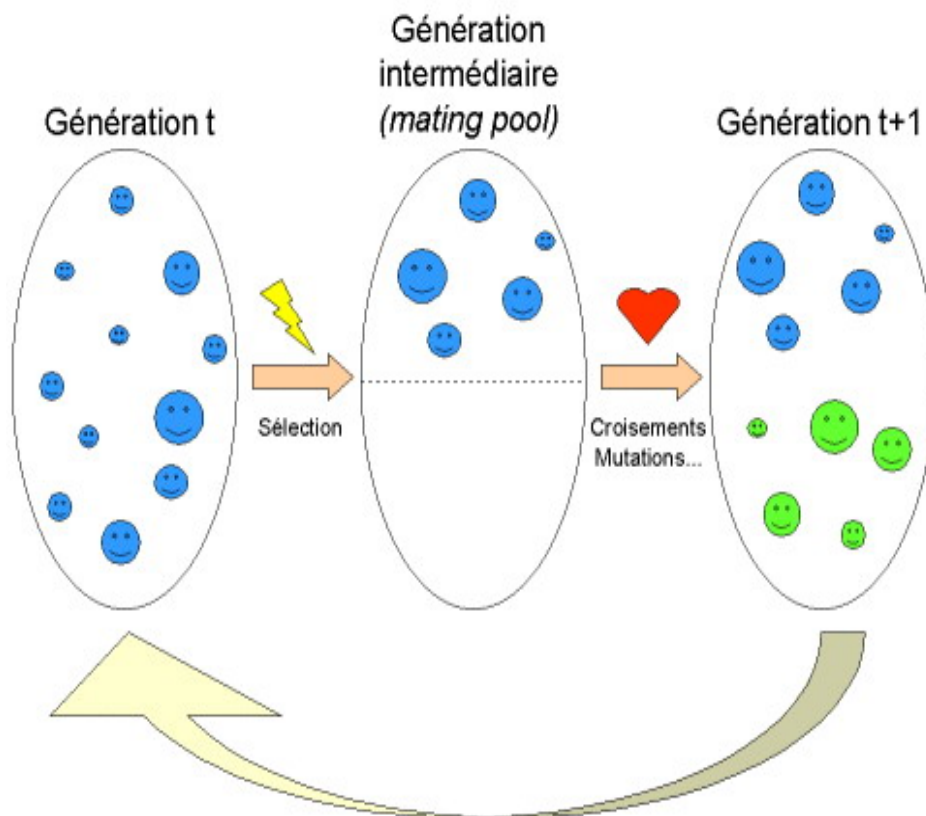 Génération t
Génération
intermédiaire
(mating pool)
Génération t+1
Sélection
Croisements
Mutations...